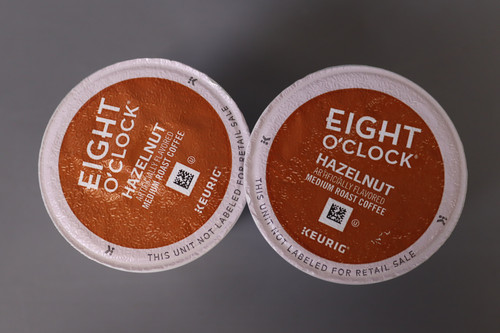 EIGHT
O'CLOCK®
HAZELNUT
ARTIFICIALLY FLAVORED
MEDIUM ROAST COFFEE
KEURIG®
THIS UNIT NOT LABELED FOR RETAIL SALE
EIGHT
O'CLOCK®
HAZELNUT
ARTIFICIALLY FLAVORED
MEDIUM ROAST COFFEE
KEURIG®
THIS UNIT NOT LABELED FOR RETAIL SALE